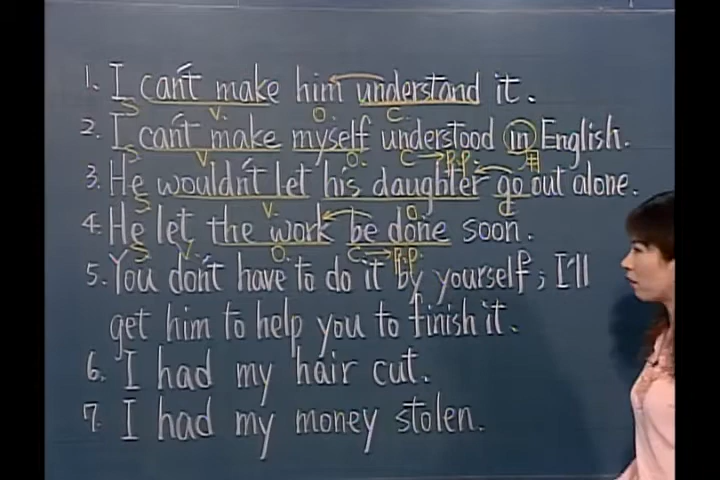 1. I can't make him understand it.
S V. O. C.
2. I can't make myself understood in English.
S V. O. C→p.p. 用
3. He wouldn't let his daughter go out alone.
S V. O. C
4. He let the work be done soon.
S V. O. C→p.p.
5. You don't have to do it by yourself; I'll
get him to help you to finish it.
6. I had my hair cut.
7. I had my money stolen.